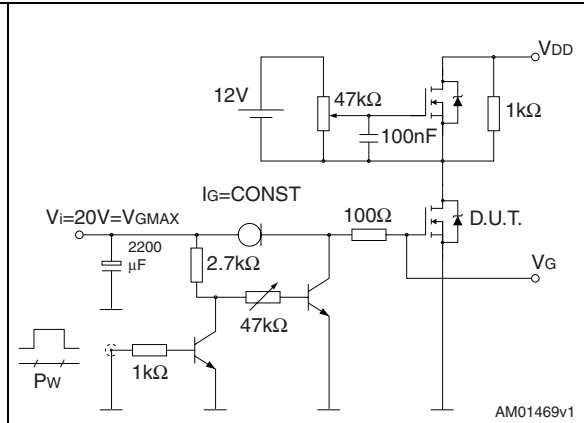 VDD
12V
47kΩ
1kΩ
100nF
IG=CONST
Vi=20V=VGMAX
100Ω
D.U.T.
2200
μF
2.7kΩ
VG
47kΩ
1kΩ
PW
AM01469v1